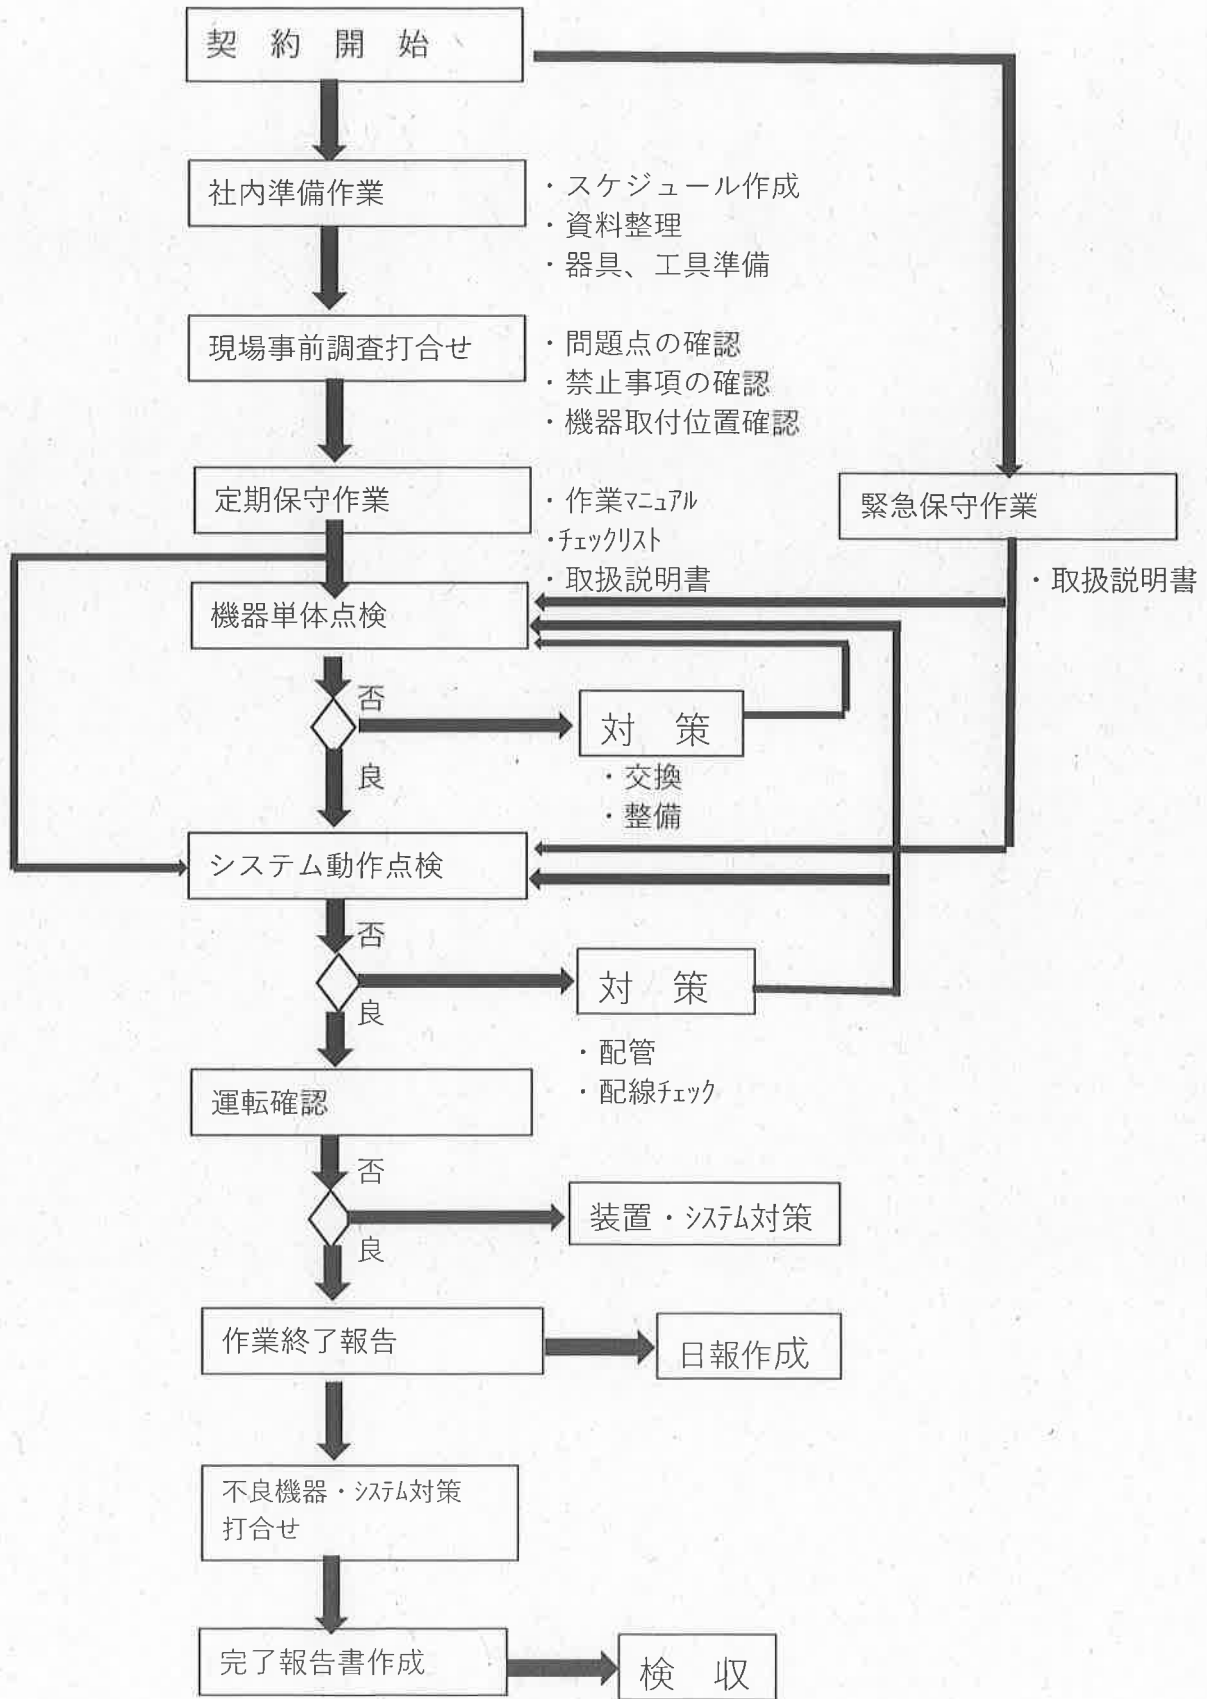 契 約 開 始
社内準備作業
・スケジュール作成
・資料整理
・器具、工具準備
現場事前調査打合せ
・問題点の確認
・禁止事項の確認
・機器取付位置確認
定期保守作業
・作業ﾏﾆｭｱﾙ
・ﾁｪｯｸﾘｽﾄ
・取扱説明書
緊急保守作業
・取扱説明書
機器単体点検
否
対 策
良
・交換
・整備
システム動作点検
否
対 策
良
・配管
・配線ﾁｪｯｸ
運転確認
否
装置・ｼｽﾃﾑ対策
良
作業終了報告
日報作成
不良機器・ｼｽﾃﾑ対策
打合せ
完了報告書作成
検 収